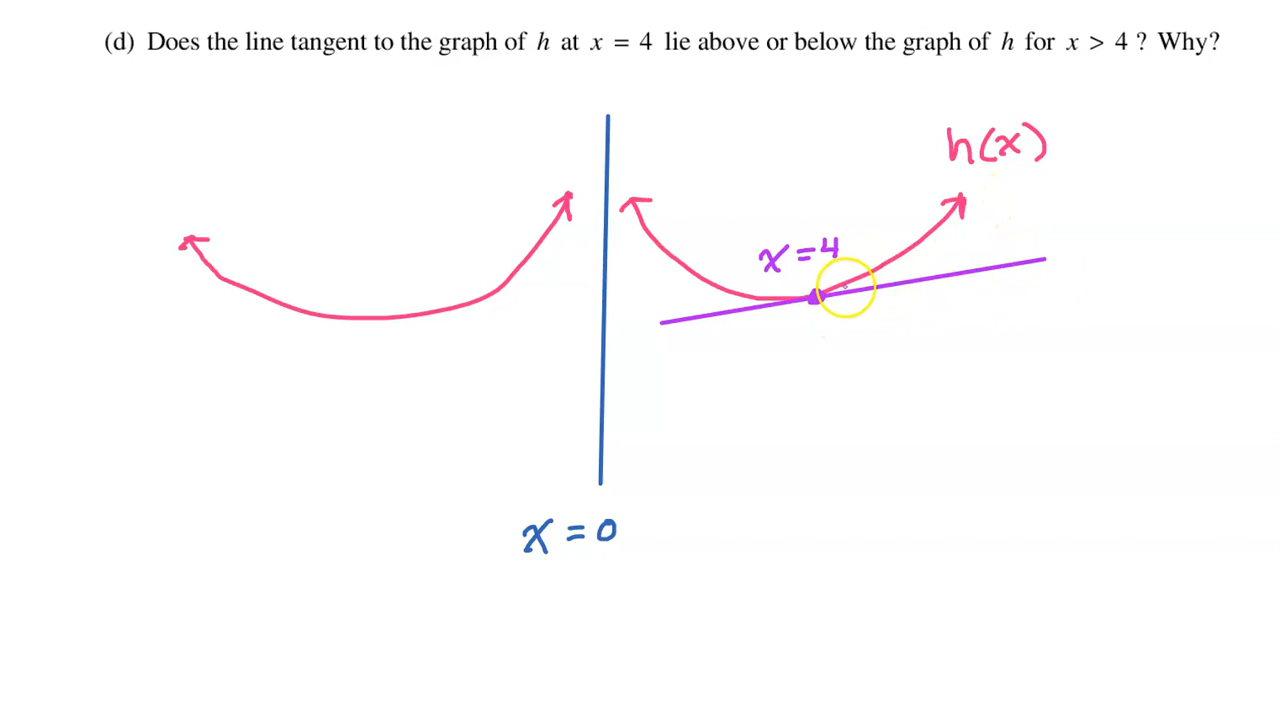 (d) Does the line tangent to the graph of h at x = 4 lie above or below the graph of h for x > 4 ? Why?
h(x)
x = 4
x = 0